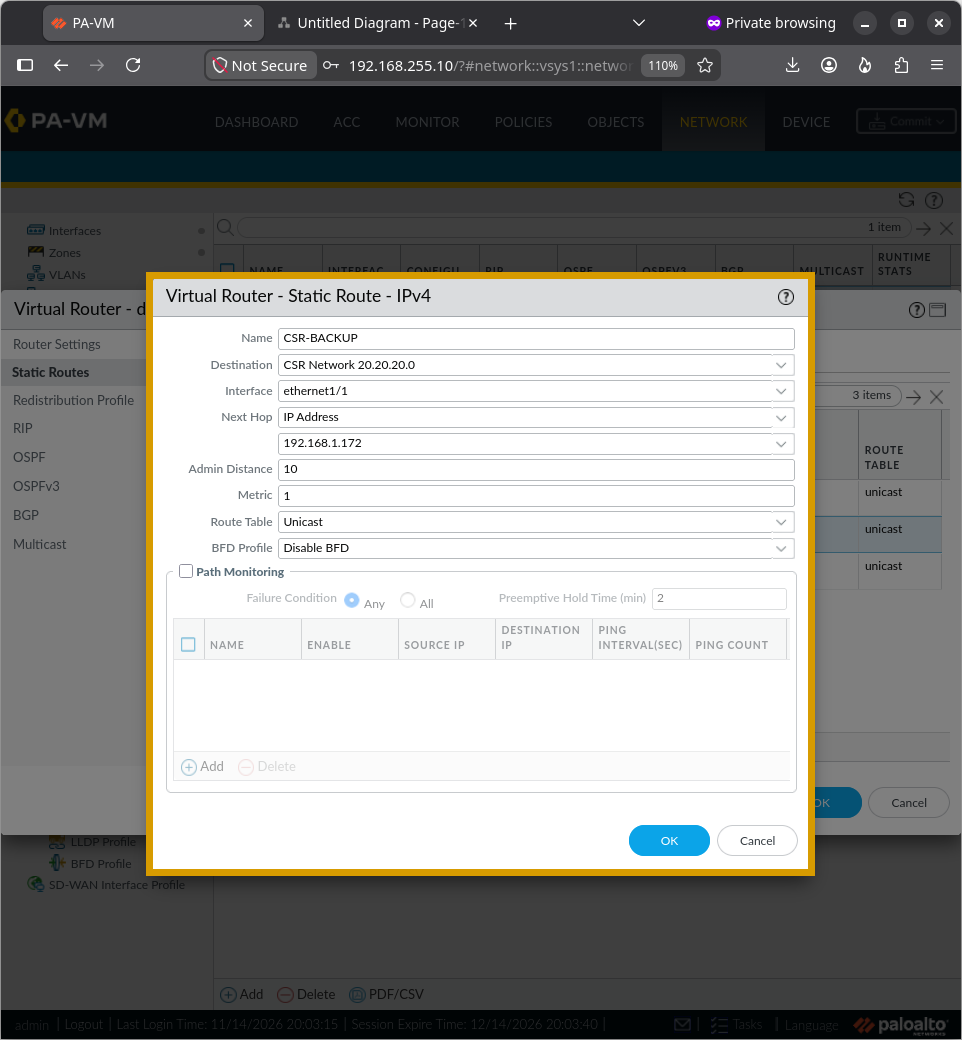 PA-VM
Untitled Diagram - Page-1
Private browsing
Not Secure
192.168.255.10/?#network::vsys1::netwo
110%
PA-VM
DASHBOARD
ACC
MONITOR
POLICIES
OBJECTS
NETWORK
DEVICE
Commit
Interfaces
Zones
VLANs
1 item
NAME
INTERFAC
CONFIGU
RIP
OSPF
OSPFV3
BGP
MULTICAST
RUNTIME
STATS
Virtual Router - d
Router Settings
Static Routes
Redistribution Profile
RIP
OSPF
OSPFv3
BGP
Multicast
3 items
ROUTE
TABLE
unicast
unicast
unicast
OK
Cancel
Virtual Router - Static Route - IPv4
Name CSR-BACKUP
Destination CSR Network 20.20.20.0
Interface ethernet1/1
Next Hop IP Address
192.168.1.172
Admin Distance 10
Metric 1
Route Table Unicast
BFD Profile Disable BFD
Path Monitoring
Failure Condition Any All Preemptive Hold Time (min) 2
NAME
ENABLE
SOURCE IP
DESTINATION
IP
PING
INTERVAL(SEC)
PING COUNT
Add Delete
OK
Cancel
LLDP Profile
BFD Profile
SD-WAN Interface Profile
Add Delete PDF/CSV
admin | Logout | Last Login Time: 11/14/2026 20:03:15 | Session Expire Time: 12/14/2026 20:03:40 |
Tasks | Language
paloalto
NETWORKS